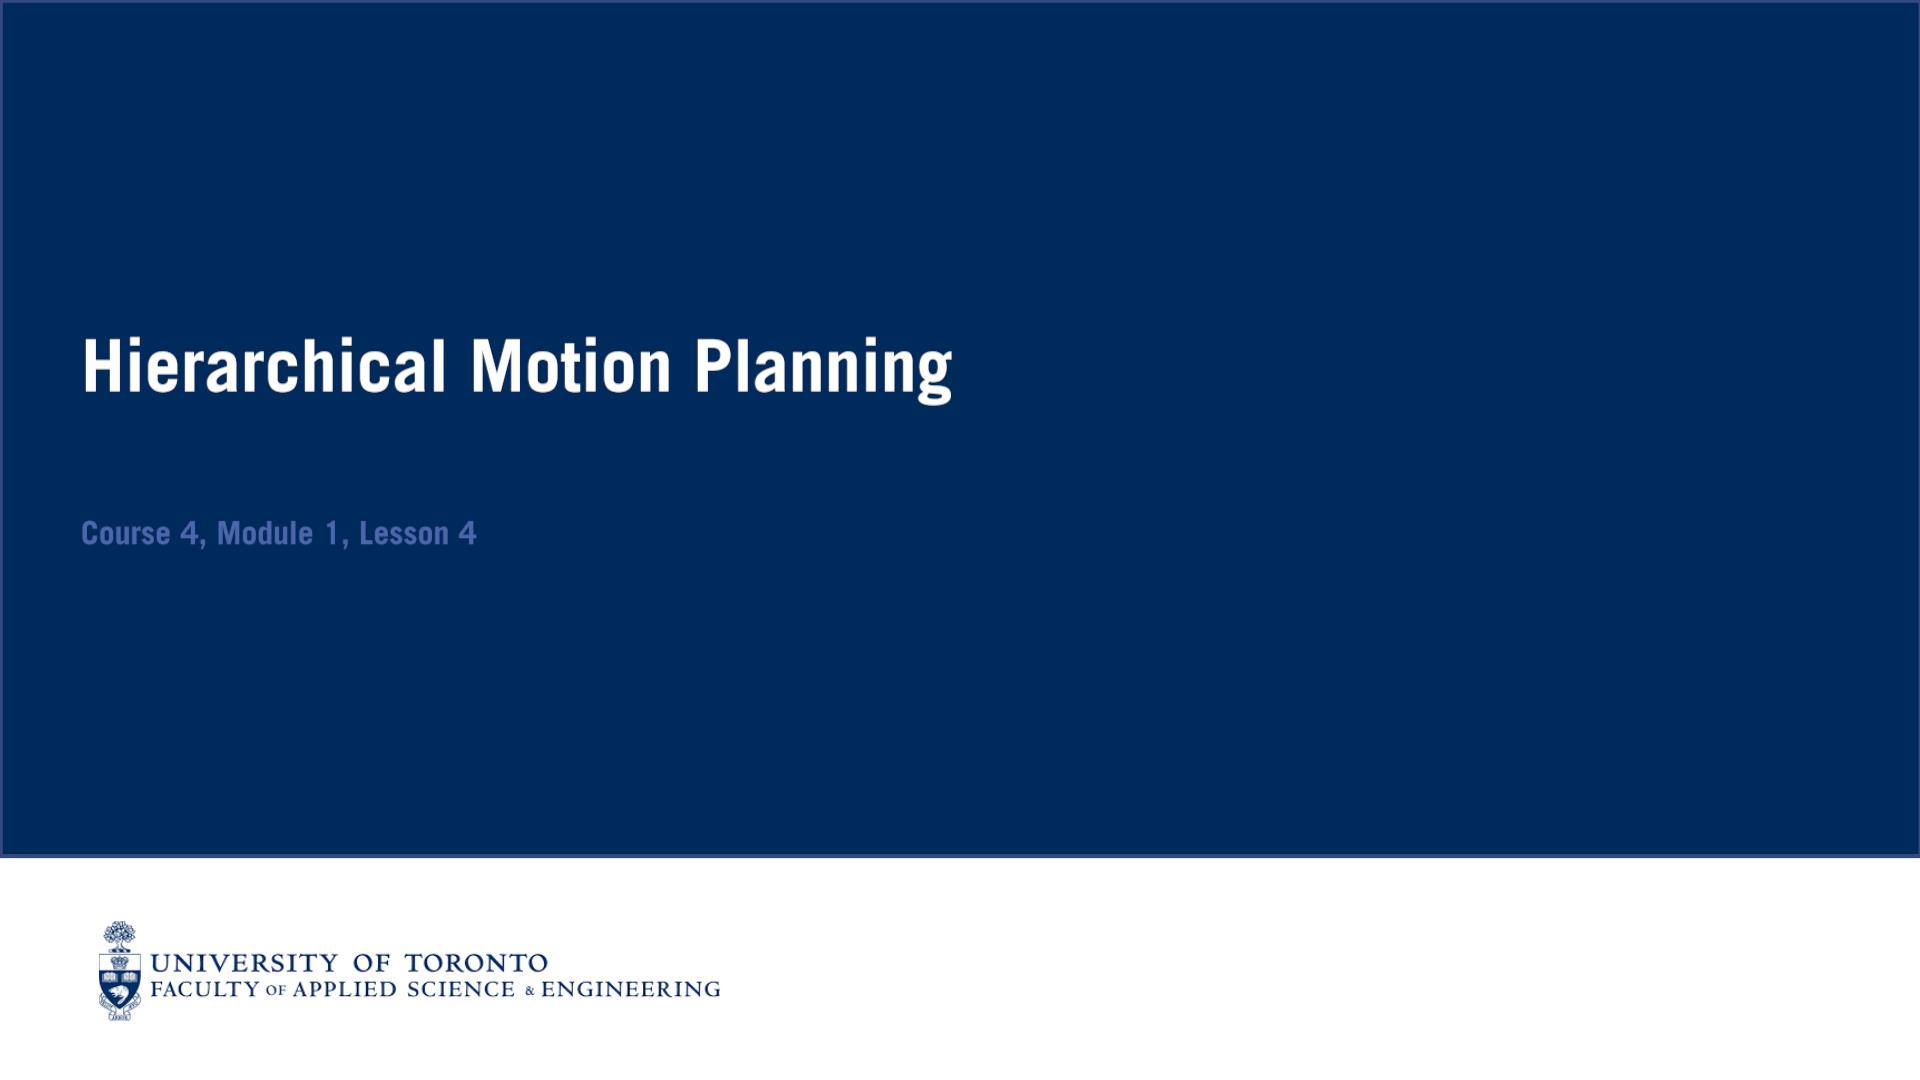 Hierarchical Motion Planning
Course 4, Module 1, Lesson 4
UNIVERSITY OF TORONTO
FACULTY OF APPLIED SCIENCE & ENGINEERING